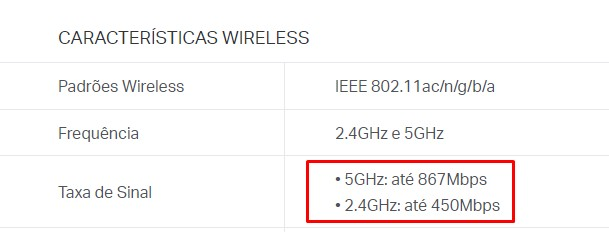 CARACTERÍSTICAS WIRELESS
Padrões Wireless IEEE 802.11ac/n/g/b/a
Frequência 2.4GHz e 5GHz
Taxa de Sinal
• 5GHz: até 867Mbps
• 2.4GHz: até 450Mbps